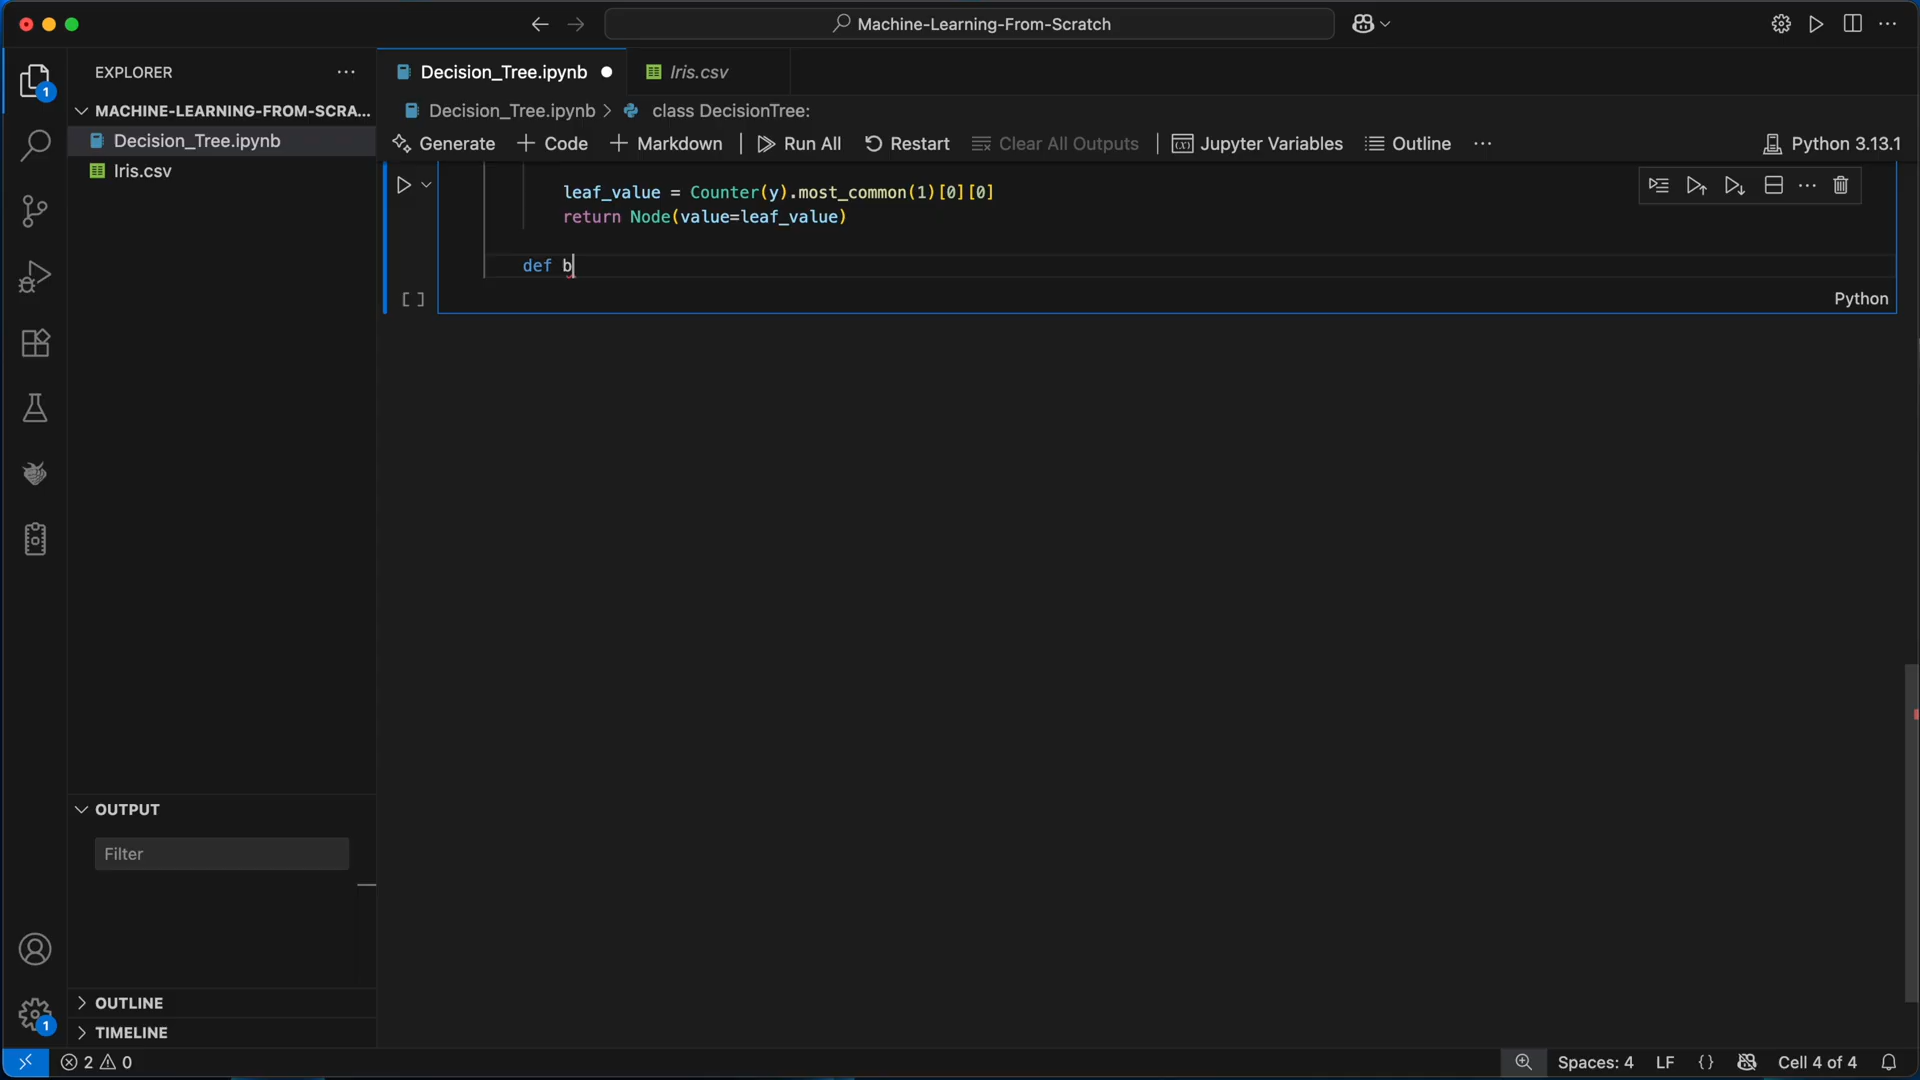 Machine-Learning-From-Scratch
EXPLORER
1
MACHINE-LEARNING-FROM-SCRA...
Decision_Tree.ipynb
Iris.csv
Decision_Tree.ipynb
Iris.csv
Decision_Tree.ipynb > class DecisionTree:
Generate + Code + Markdown | Run All Restart Clear All Outputs | Jupyter Variables Outline ... Python 3.13.1
leaf_value = Counter(y).most_common(1)[0][0]
return Node(value=leaf_value)
def b
[ ]
Python
OUTPUT
Filter
OUTLINE
TIMELINE
1
2 0
Spaces: 4 LF {} Cell 4 of 4